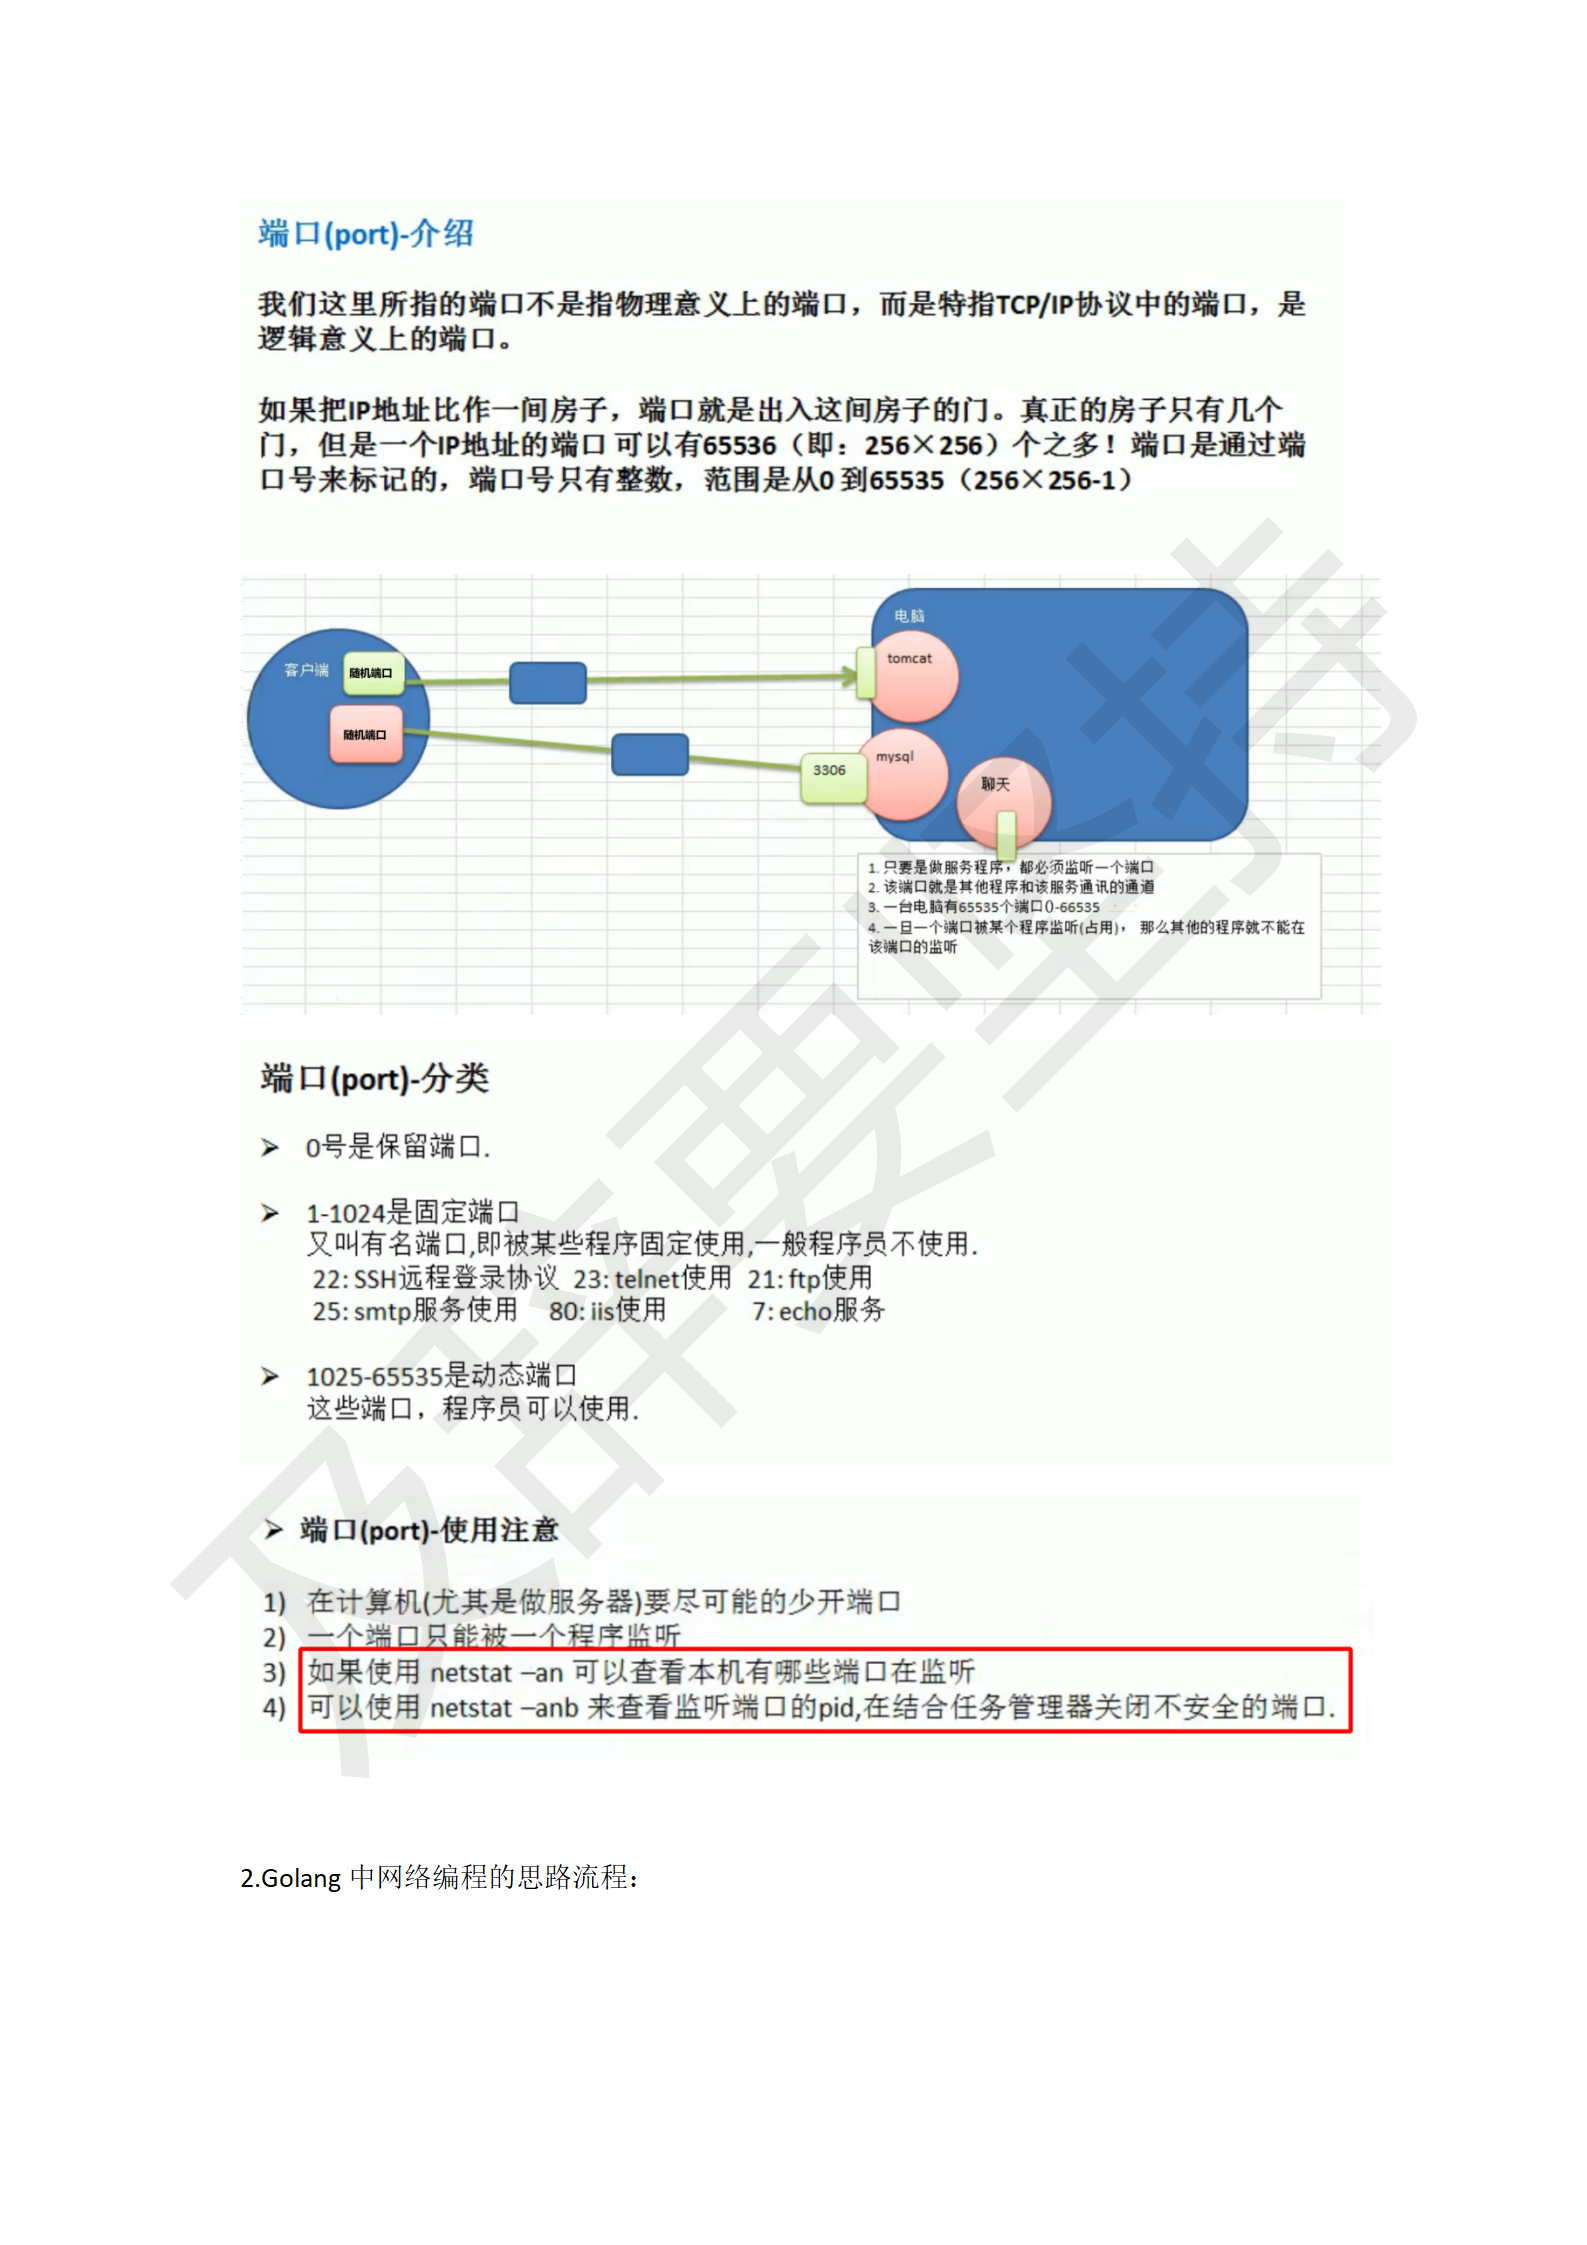 端口(port)-介绍
我们这里所指的端口不是指物理意义上的端口，而是特指TCP/IP协议中的端口，是
逻辑意义上的端口。
如果把IP地址比作一间房子，端口就是出入这间房子的门。真正的房子只有几个
门，但是一个IP地址的端口 可以有65536（即：256×256）个之多！端口是通过端
口号来标记的，端口号只有整数，范围是从0 到65535（256×256-1）
客户端
随机端口
随机端口
电脑
tomcat
3306
mysql
聊天
1. 只要是做服务程序，都必须监听一个端口
2. 该端口就是其他程序和该服务通讯的通道
3. 一台电脑有65535个端口0-66535
4. 一旦一个端口被某个程序监听(占用)， 那么其他的程序就不能在
该端口的监听
端口(port)-分类
➢ 0号是保留端口.
➢ 1-1024是固定端口
又叫有名端口,即被某些程序固定使用,一般程序员不使用.
22: SSH远程登录协议 23: telnet使用 21: ftp使用
25: smtp服务使用 80: iis使用 7: echo服务
➢ 1025-65535是动态端口
这些端口，程序员可以使用.
➢ 端口(port)-使用注意
1) 在计算机(尤其是做服务器)要尽可能的少开端口
2) 一个端口只能被一个程序监听
3) 如果使用 netstat –an 可以查看本机有哪些端口在监听
4) 可以使用 netstat –anb 来查看监听端口的pid,在结合任务管理器关闭不安全的端口.
2.Golang 中网络编程的思路流程：
及辞要坚持